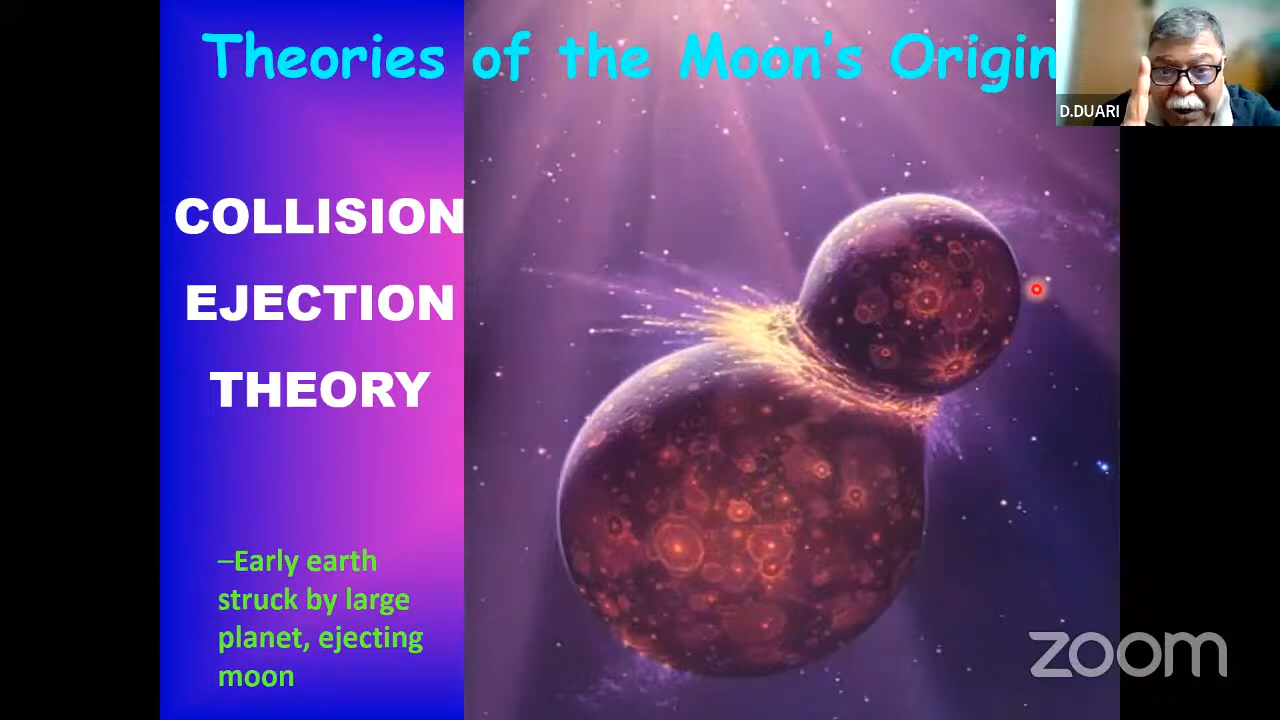 Theories of the Moon's Origin
D.DUARI
COLLISION
EJECTION
THEORY
–Early earth
struck by large
planet, ejecting
moon
zoom